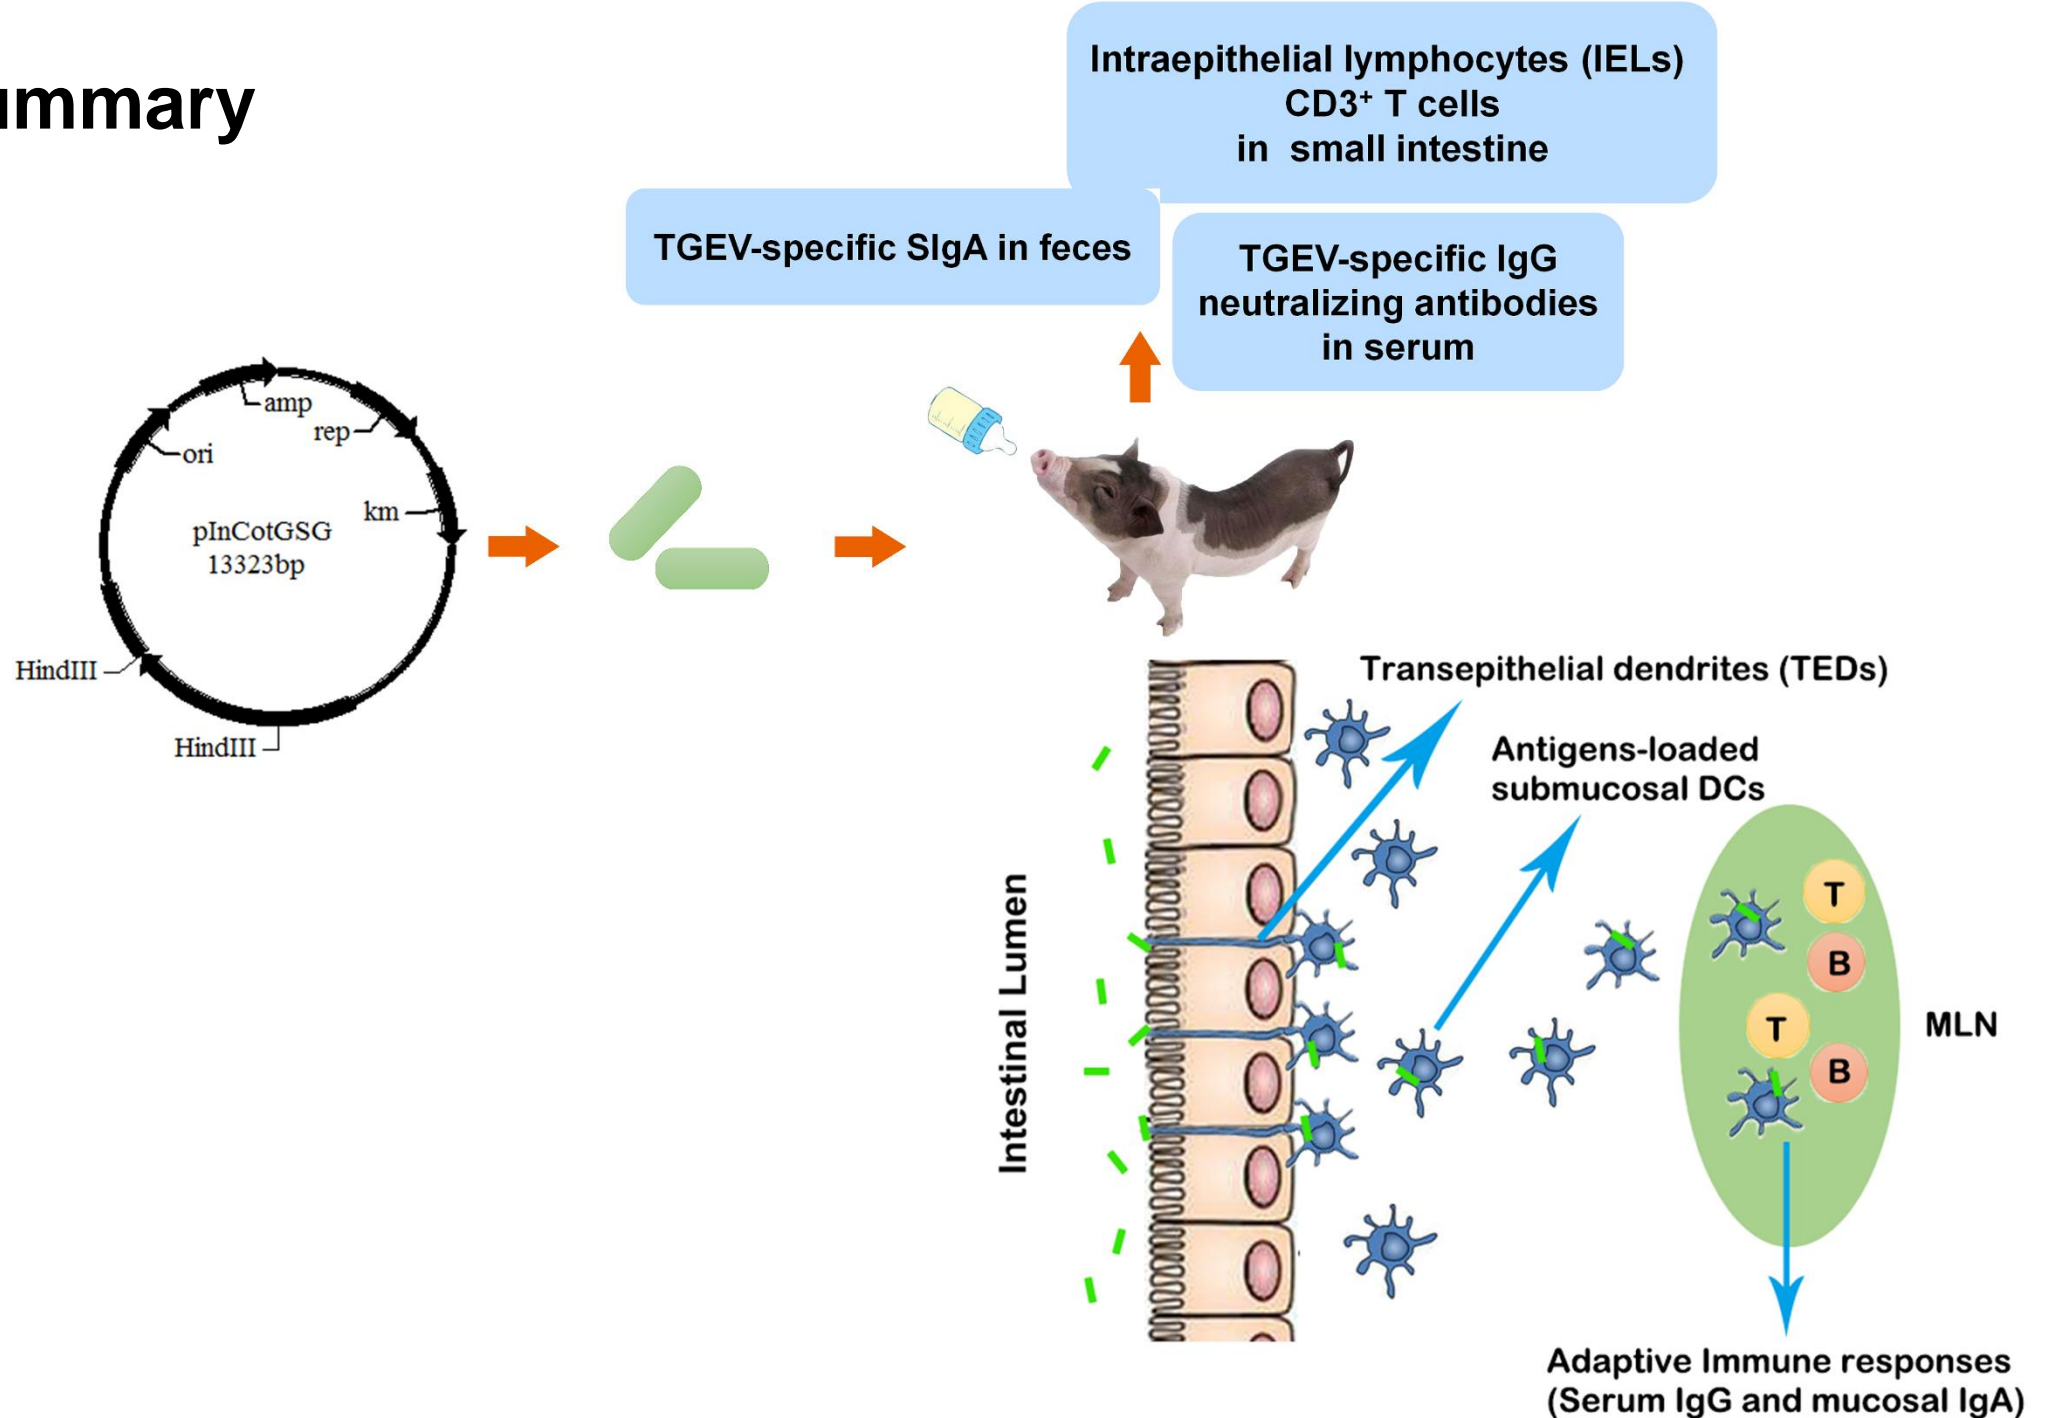 ummary
Intraepithelial lymphocytes (IELs)
CD3⁺ T cells
in small intestine
TGEV-specific SIgA in feces
TGEV-specific IgG
neutralizing antibodies
in serum
amp
rep
ori
km
pInCotGSG
13323bp
HindIII
HindIII
Transepithelial dendrites (TEDs)
Antigens-loaded
submucosal DCs
Intestinal Lumen
T
B
T
B
MLN
Adaptive Immune responses
(Serum IgG and mucosal IgA)